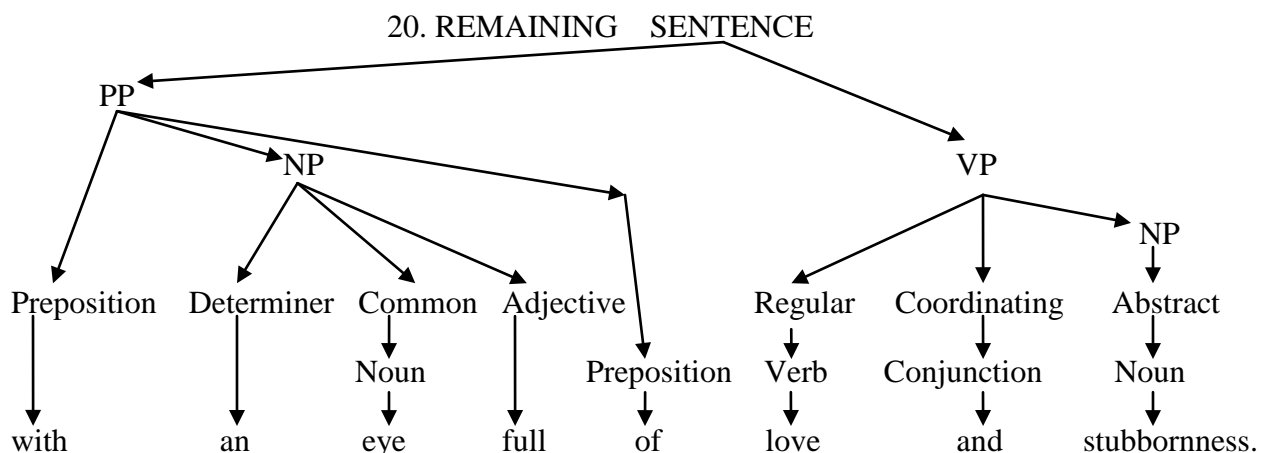 20. REMAINING SENTENCE
PP
NP VP
NP
Preposition Determiner Common Adjective Regular Coordinating Abstract
Noun Preposition Verb Conjunction Noun
with an eye full of love and stubbornness.